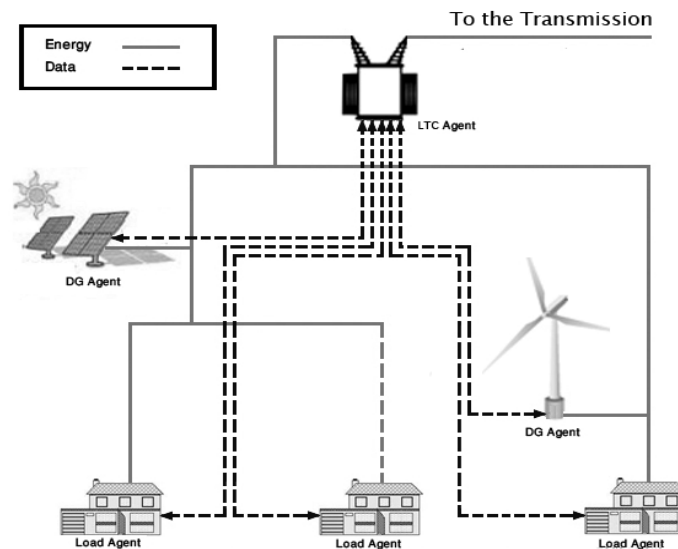 To the Transmission
Energy
Data
LTC Agent
DG Agent
DG Agent
Load Agent
Load Agent
Load Agent